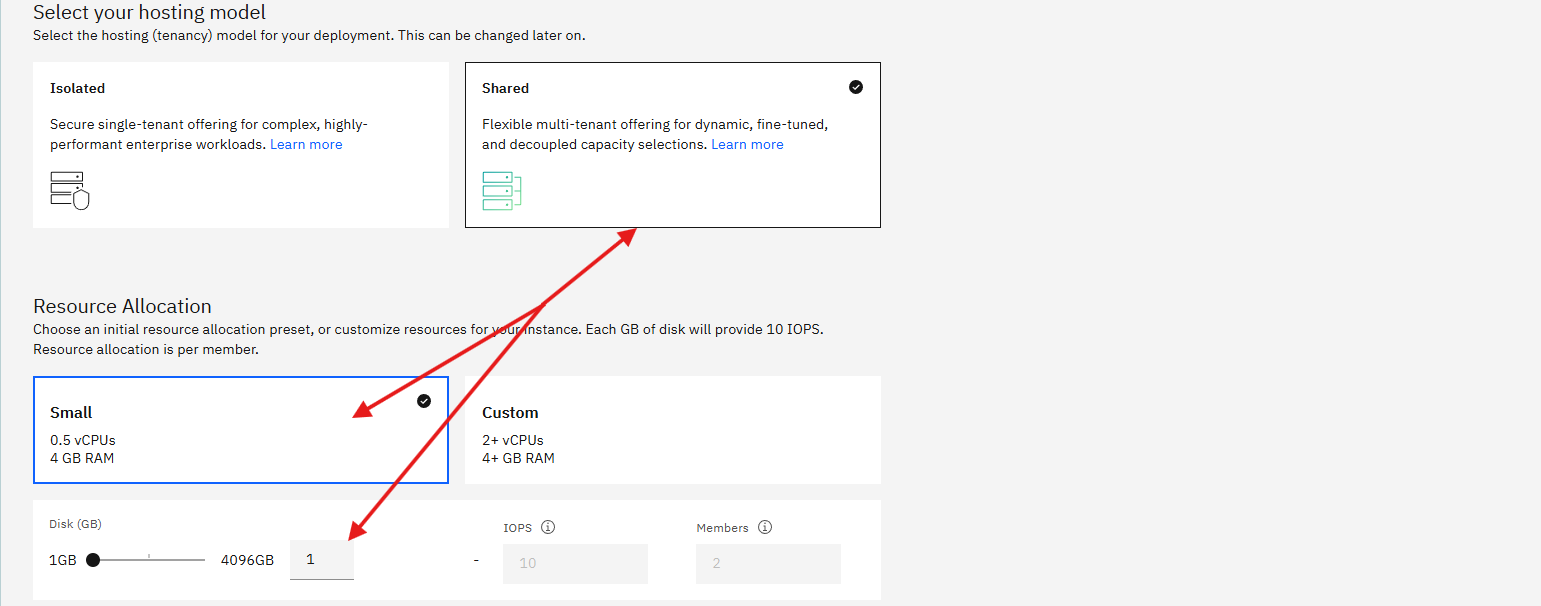 Select your hosting model
Select the hosting (tenancy) model for your deployment. This can be changed later on.
Isolated
Secure single-tenant offering for complex, highly-
performant enterprise workloads. Learn more
Shared
Flexible multi-tenant offering for dynamic, fine-tuned,
and decoupled capacity selections. Learn more
Resource Allocation
Choose an initial resource allocation preset, or customize resources for your instance. Each GB of disk will provide 10 IOPS.
Resource allocation is per member.
Small
0.5 vCPUs
4 GB RAM
Custom
2+ vCPUs
4+ GB RAM
Disk (GB)
1GB 4096GB 1 -
IOPS
10
Members
2